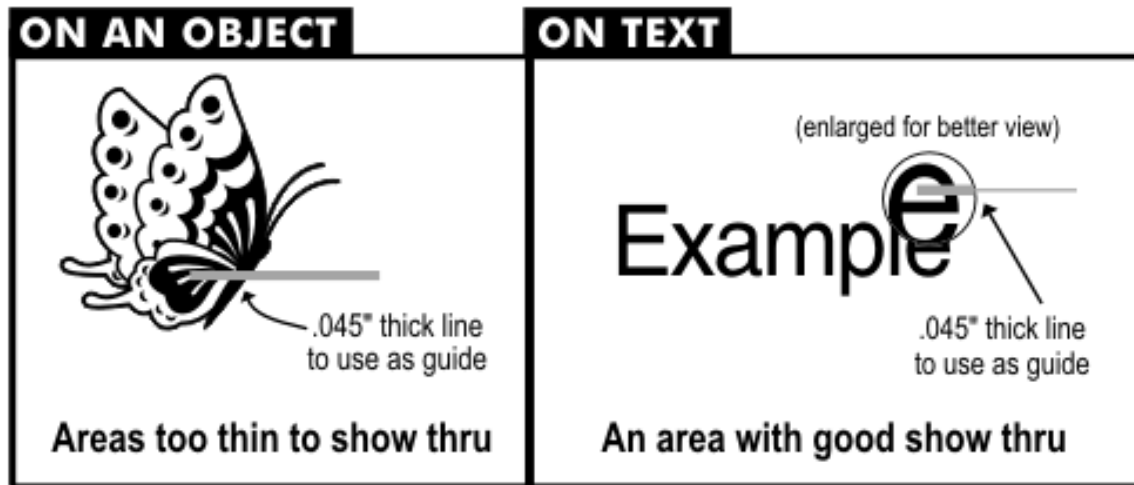 ON AN OBJECT
.045" thick line
to use as guide
Areas too thin to show thru
ON TEXT
(enlarged for better view)
e
Example
.045" thick line
to use as guide
An area with good show thru